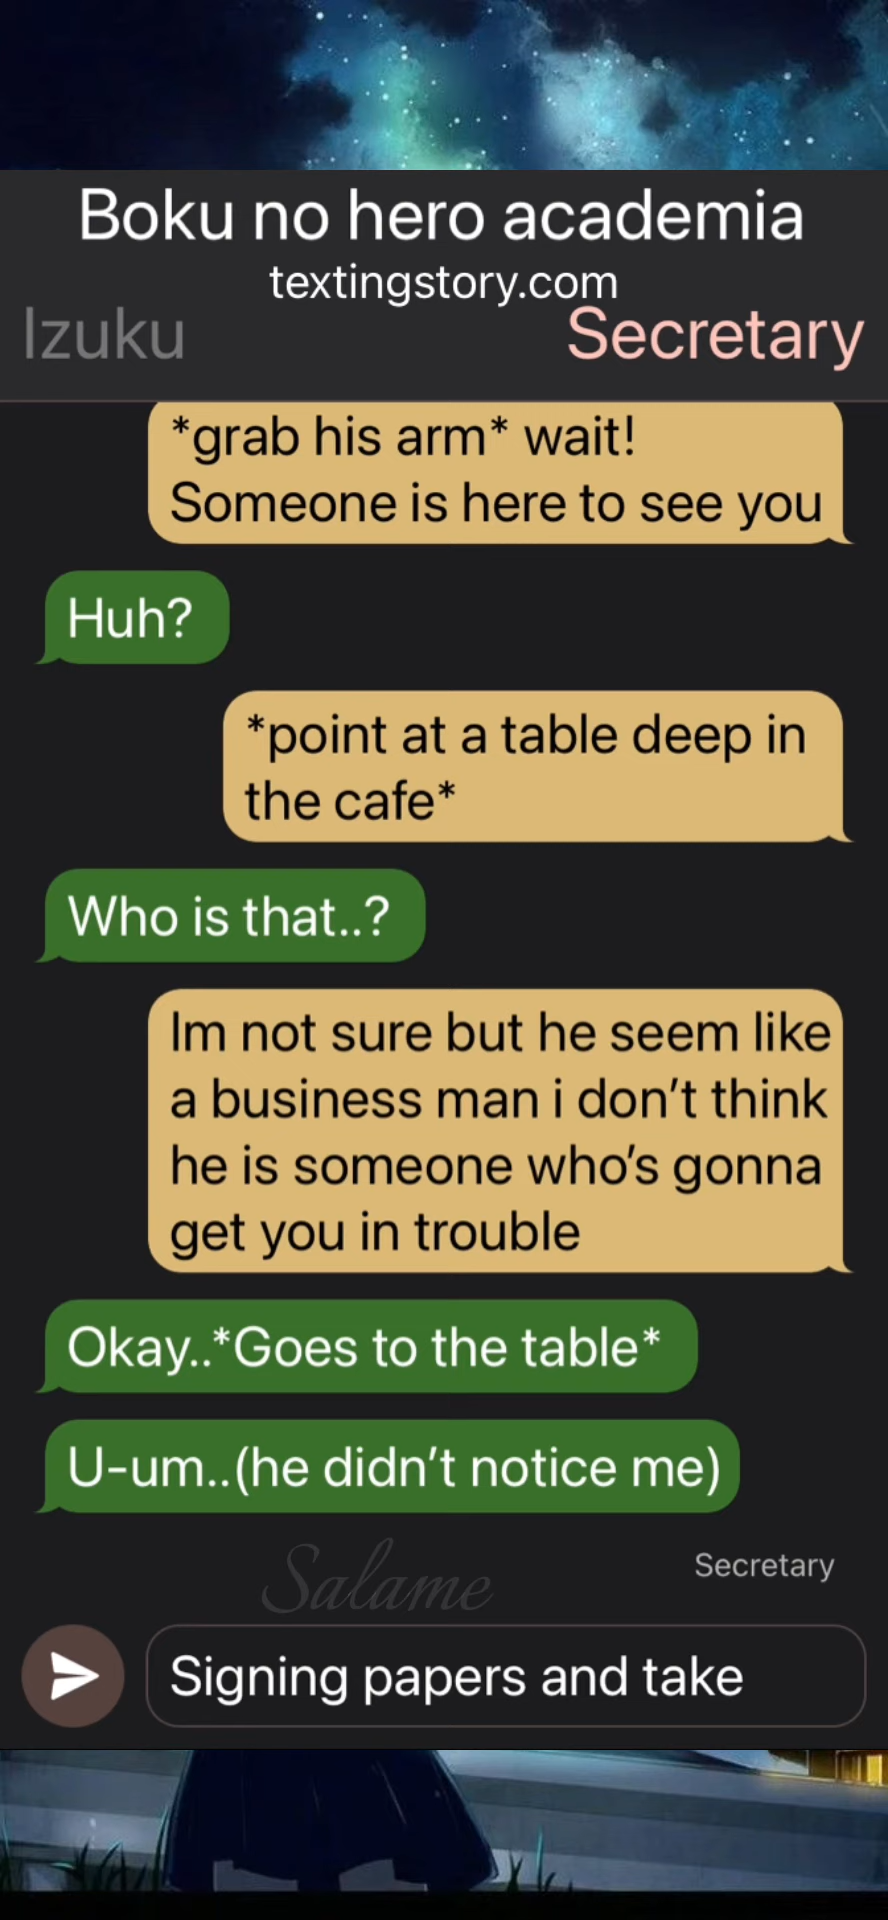 Boku no hero academia
textingstory.com
Izuku
Secretary
*grab his arm* wait!
Someone is here to see you
Huh?
*point at a table deep in
the cafe*
Who is that..?
Im not sure but he seem like
a business man i don’t think
he is someone who’s gonna
get you in trouble
Okay..*Goes to the table*
U-um..(he didn’t notice me)
Salame
Secretary
Signing papers and take